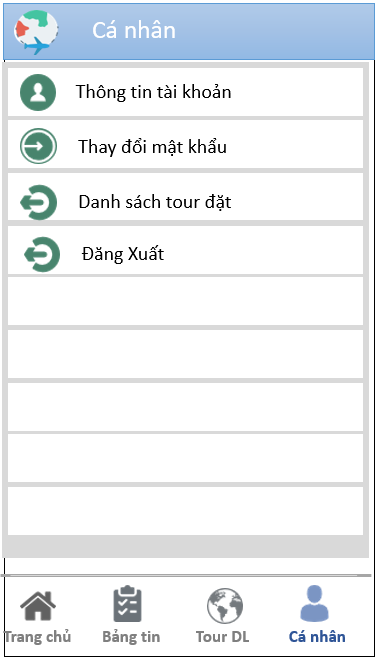 Cá nhân
Thông tin tài khoản
Thay đổi mật khẩu
Danh sách tour đặt
Đăng Xuất
Trang chủ
Bảng tin
Tour DL
Cá nhân